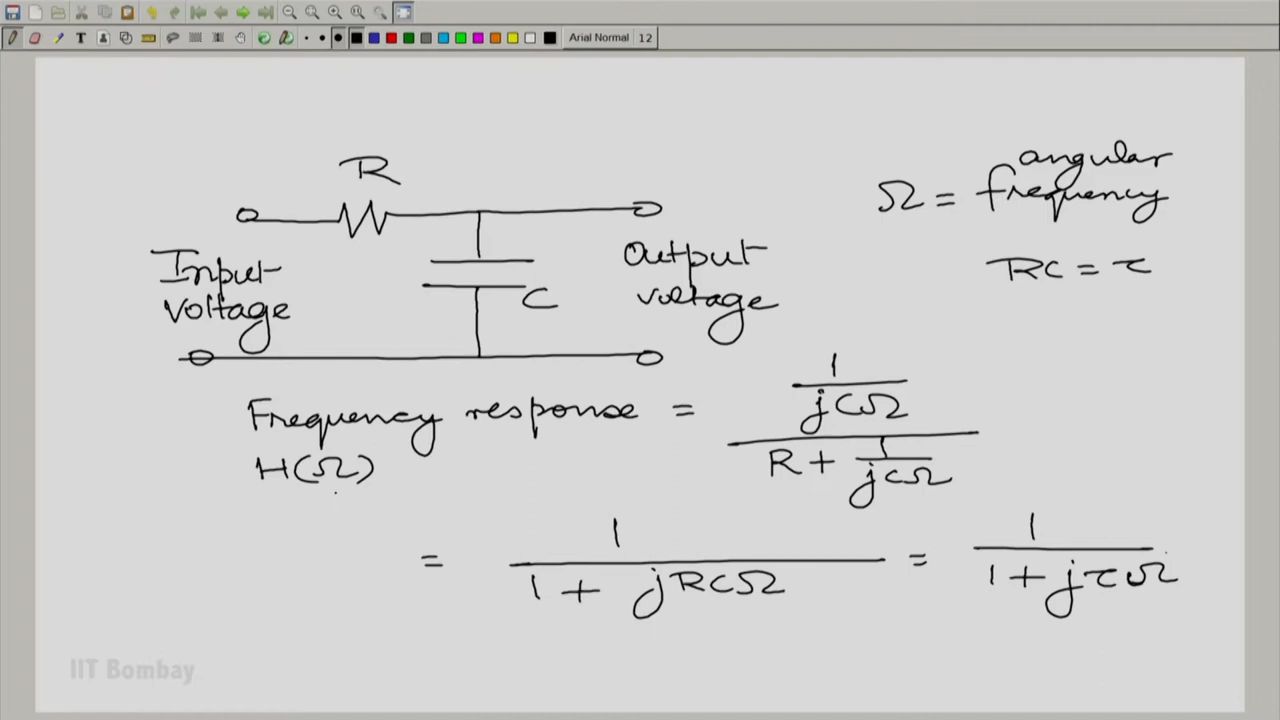 Arial Normal 12
R
angular
Ω = frequency
Input
Voltage
Output
voltage
RC = τ
C
Frequency response = (1/(jCΩ))/(R + 1/(jCΩ))
H(Ω)
= 1/(1 + jRCΩ) = 1/(1 + jτΩ)
IIT Bombay